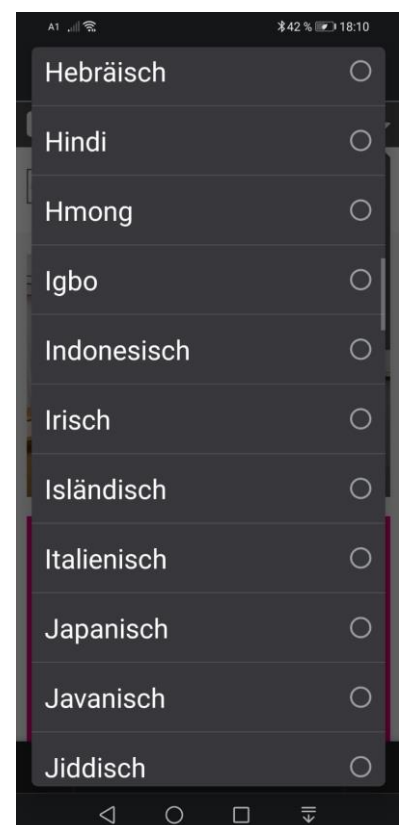 A1 42 % 18:10
Hebräisch
Hindi
Hmong
Igbo
Indonesisch
Irisch
Isländisch
Italienisch
Japanisch
Javanisch
Jiddisch